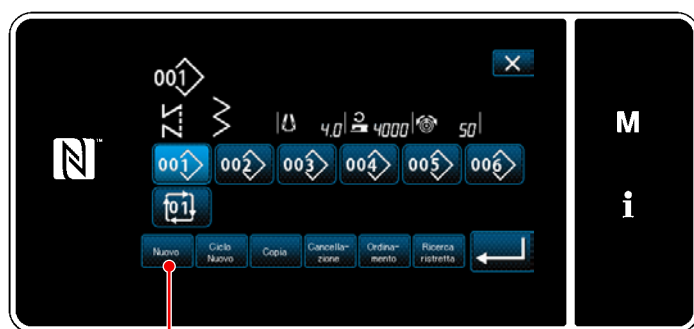 001
4.0 4000 50
M
001 002 003 004 005 006
01
i
Nuovo
Ciclo
Nuovo
Copia
Cancella-
zione
Ordina-
mento
Ricerca
ristretta